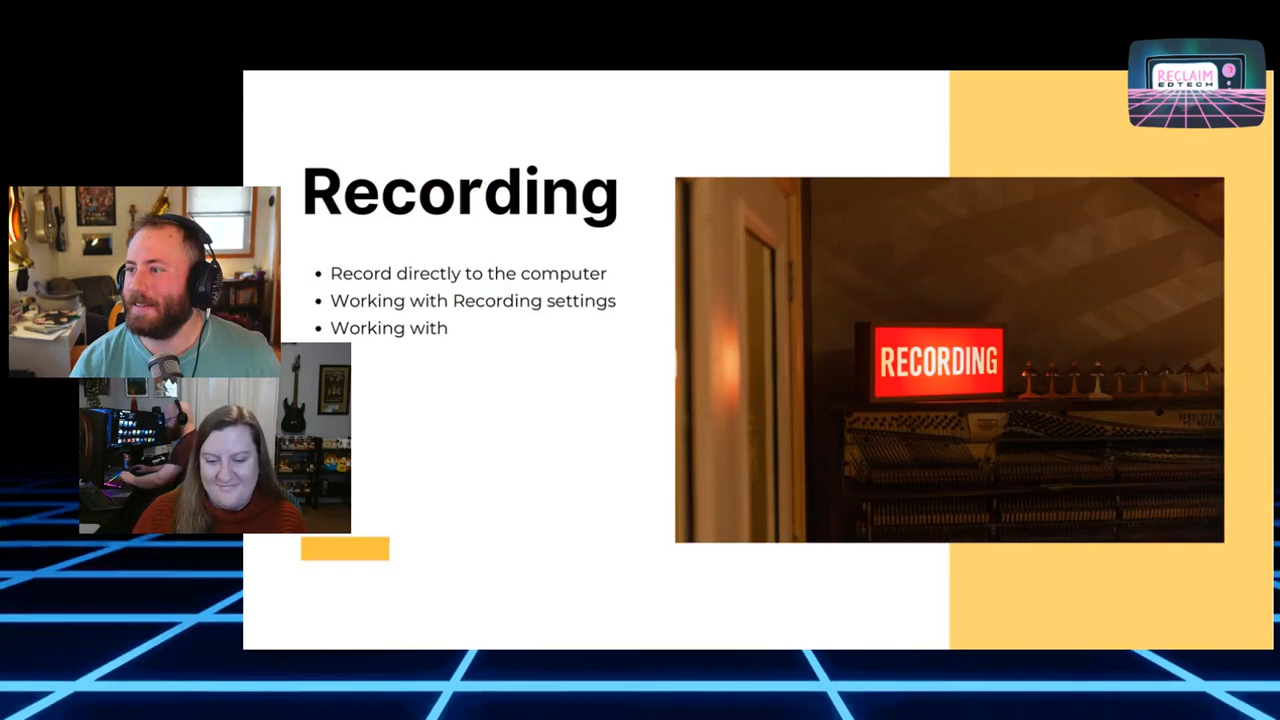 RECLAIM
EDTECH
Recording
Record directly to the computer
Working with Recording settings
Working with
RECORDING